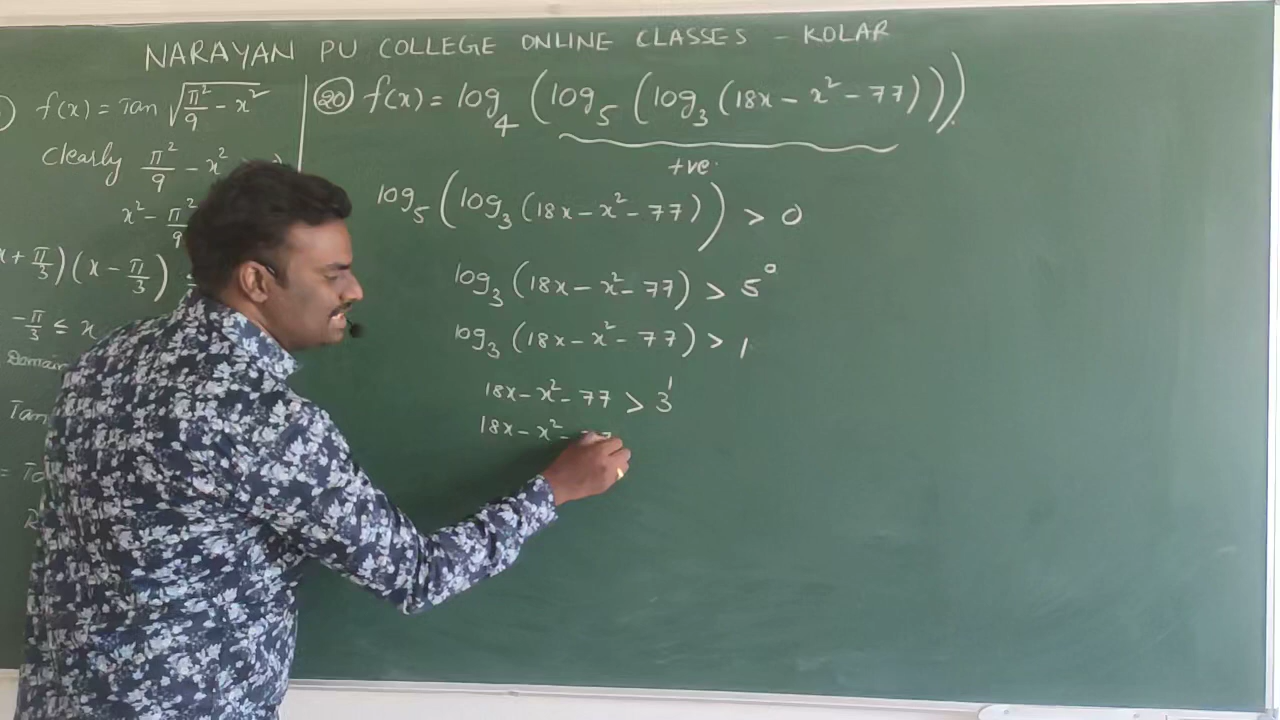 NARAYAN PU COLLEGE ONLINE CLASSES - KOLAR
f(x) = Tan √(π²/9 - x²)
Clearly π²/9 - x²
x² - π²/9
x + π/3)(x - π/3)
-π/3 ≤ x
Domain
Tan
=
20 f(x) = log₄ (log₅ (log₃ (18x - x² - 77)))
+ve.
log₅ (log₃ (18x - x² - 77)) > 0
log₃ (18x - x² - 77) > 5⁰
log₃ (18x - x² - 77) > 1
18x - x² - 77 > 3¹
18x - x² -